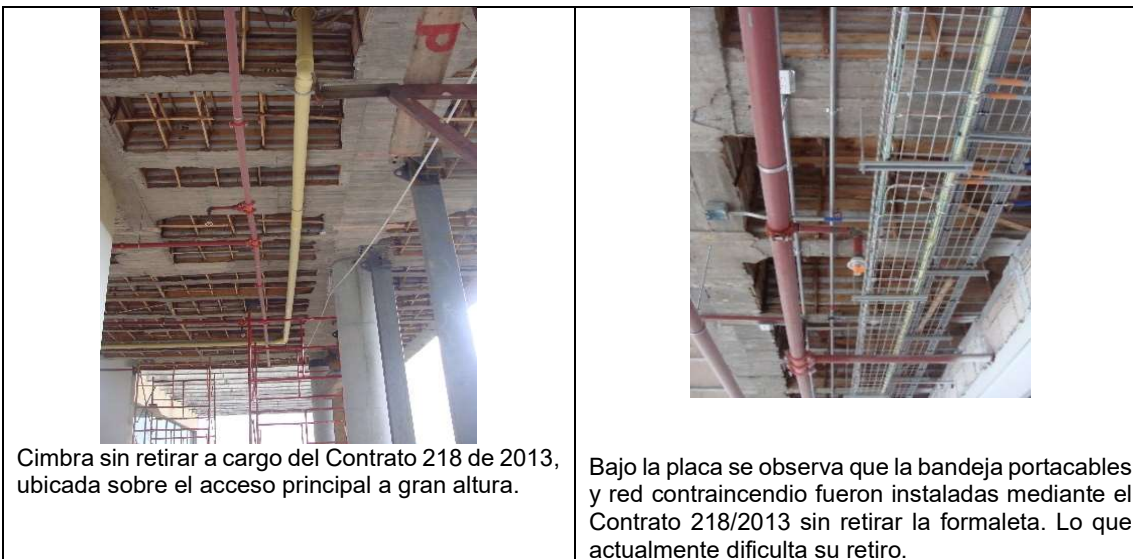 P
Cimbra sin retirar a cargo del Contrato 218 de 2013,
ubicada sobre el acceso principal a gran altura.
Bajo la placa se observa que la bandeja portacables
y red contraincendio fueron instaladas mediante el
Contrato 218/2013 sin retirar la formaleta. Lo que
actualmente dificulta su retiro.